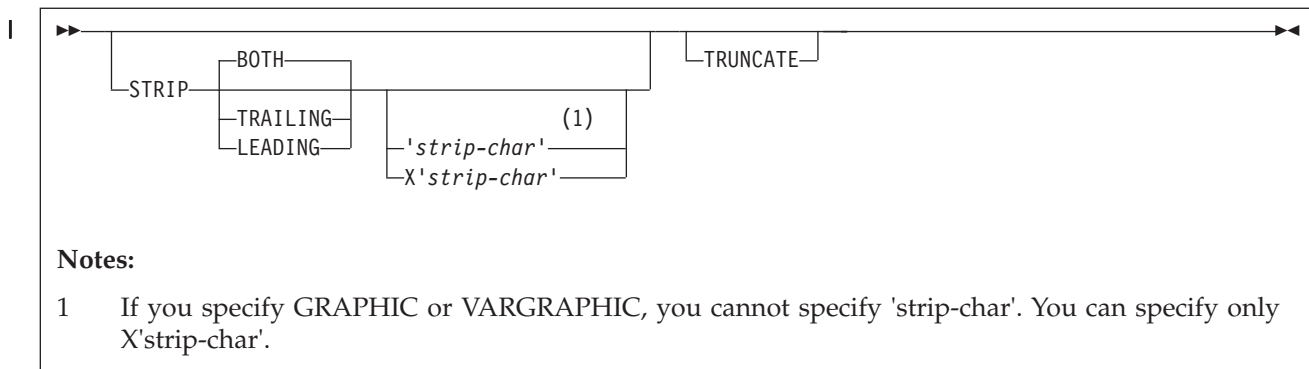 BOTH
TRUNCATE
STRIP
TRAILING (1)
LEADING 'strip-char'
X'strip-char'
Notes:
1 If you specify GRAPHIC or VARGRAPHIC, you cannot specify 'strip-char'. You can specify only
X'strip-char'.